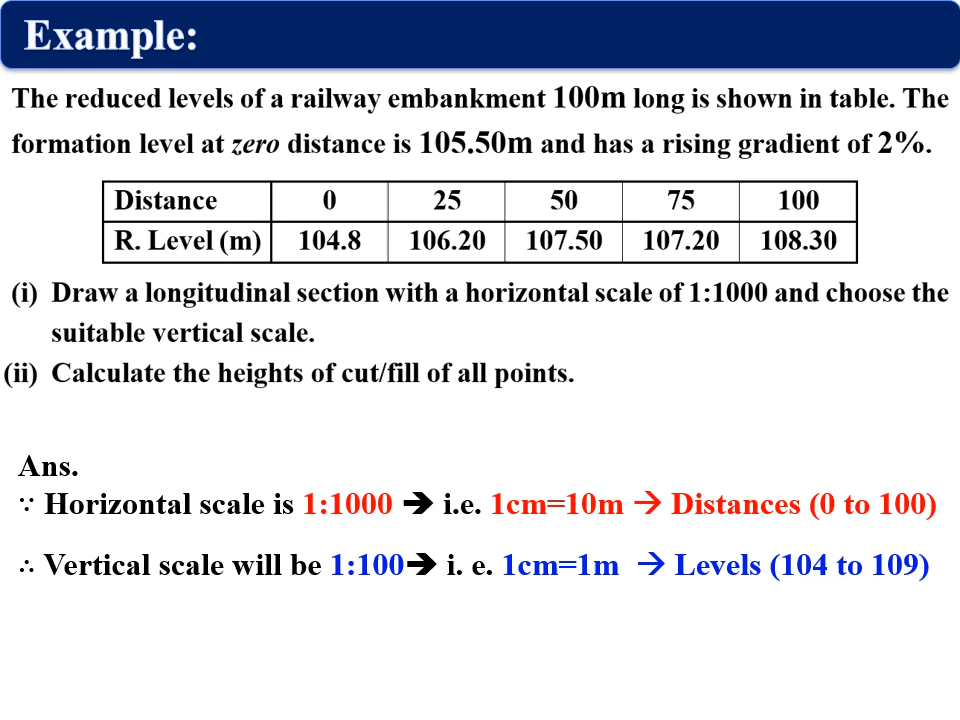 Example:
The reduced levels of a railway embankment 100m long is shown in table. The
formation level at zero distance is 105.50m and has a rising gradient of 2%.
Distance 0 25 50 75 100
R. Level (m) 104.8 106.20 107.50 107.20 108.30
(i) Draw a longitudinal section with a horizontal scale of 1:1000 and choose the
suitable vertical scale.
(ii) Calculate the heights of cut/fill of all points.
Ans.
∵ Horizontal scale is 1:1000 ➔ i.e. 1cm=10m → Distances (0 to 100)
∴ Vertical scale will be 1:100➔ i. e. 1cm=1m → Levels (104 to 109)